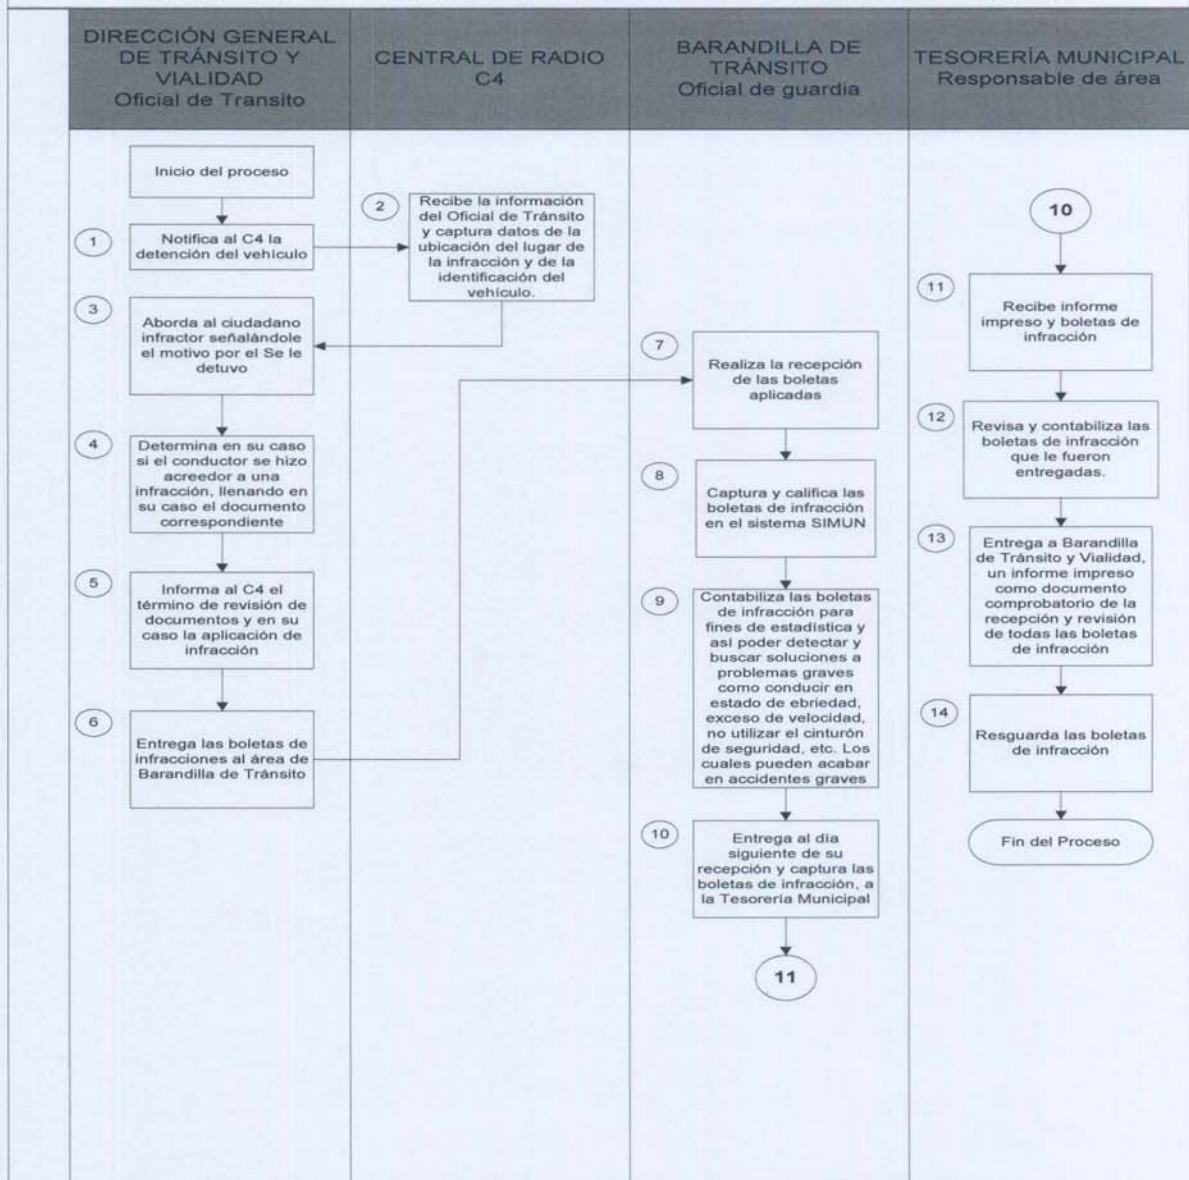 DIRECCIÓN GENERAL
DE TRÁNSITO Y
VIALIDAD
Oficial de Transito
CENTRAL DE RADIO
C4
BARANDILLA DE
TRÁNSITO
Oficial de guardia
TESORERÍA MUNICIPAL
Responsable de área
Inicio del proceso
1
Notifica al C4 la
detención del vehículo
2
Recibe la información
del Oficial de Tránsito
y captura datos de la
ubicación del lugar de
la infracción y de la
identificación del
vehículo.
3
Aborda al ciudadano
infractor señalándole
el motivo por el Se le
detuvo
4
Determina en su caso
si el conductor se hizo
acreedor a una
infracción, llenando en
su caso el documento
correspondiente
5
Informa al C4 el
término de revisión de
documentos y en su
caso la aplicación de
infracción
6
Entrega las boletas de
infracciones al área de
Barandilla de Tránsito
7
Realiza la recepción
de las boletas
aplicadas
8
Captura y califica las
boletas de infracción
en el sistema SIMUN
9
Contabiliza las boletas
de infracción para
fines de estadística y
así poder detectar y
buscar soluciones a
problemas graves
como conducir en
estado de ebriedad,
exceso de velocidad,
no utilizar el cinturón
de seguridad, etc. Los
cuales pueden acabar
en accidentes graves
10
Entrega al día
siguiente de su
recepción y captura las
boletas de infracción, a
la Tesorería Municipal
11
10
11
Recibe informe
impreso y boletas de
infracción
12
Revisa y contabiliza las
boletas de infracción
que le fueron
entregadas.
13
Entrega a Barandilla
de Tránsito y Vialidad,
un informe impreso
como documento
comprobatorio de la
recepción y revisión
de todas las boletas
de infracción
14
Resguarda las boletas
de infracción
Fin del Proceso